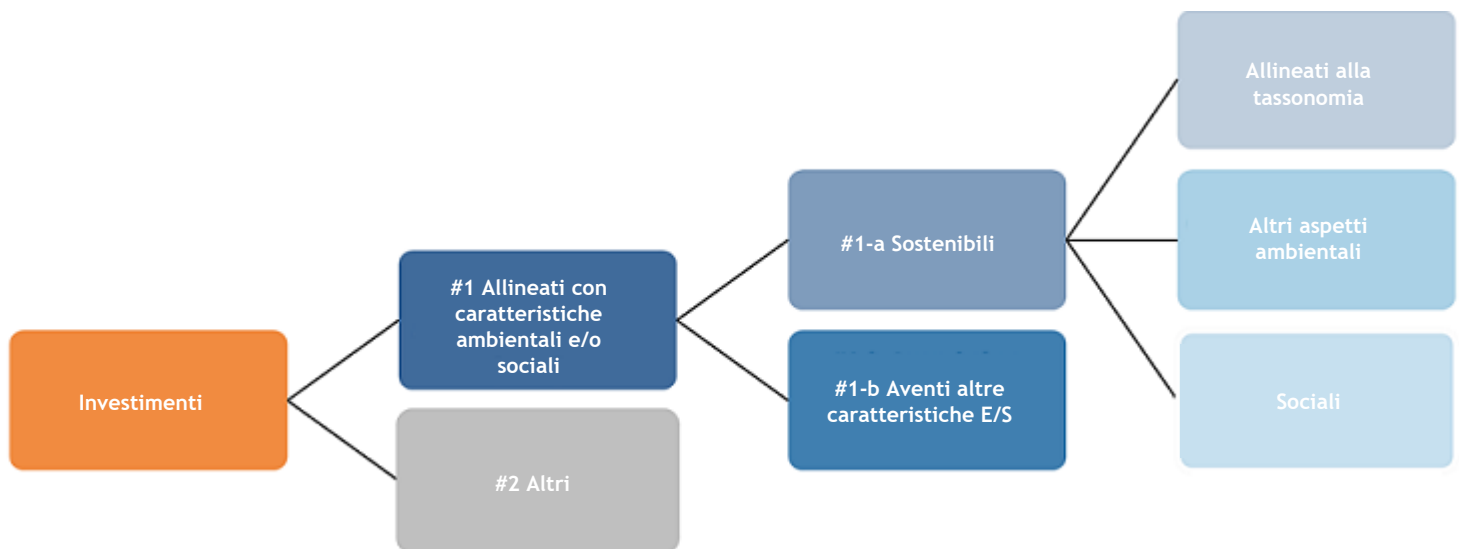 Investimenti
#1 Allineati con
caratteristiche
ambientali e/o
sociali
#2 Altri
#1-a Sostenibili
#1-b Aventi altre
caratteristiche E/S
Allineati alla
tassonomia
Altri aspetti
ambientali
Sociali